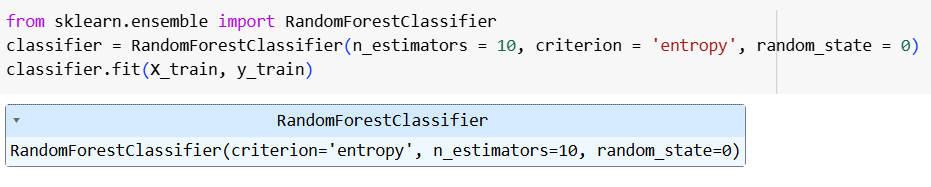 from sklearn.ensemble import RandomForestClassifier
classifier = RandomForestClassifier(n_estimators = 10, criterion = 'entropy', random_state = 0)
classifier.fit(X_train, y_train)
RandomForestClassifier
RandomForestClassifier(criterion='entropy', n_estimators=10, random_state=0)